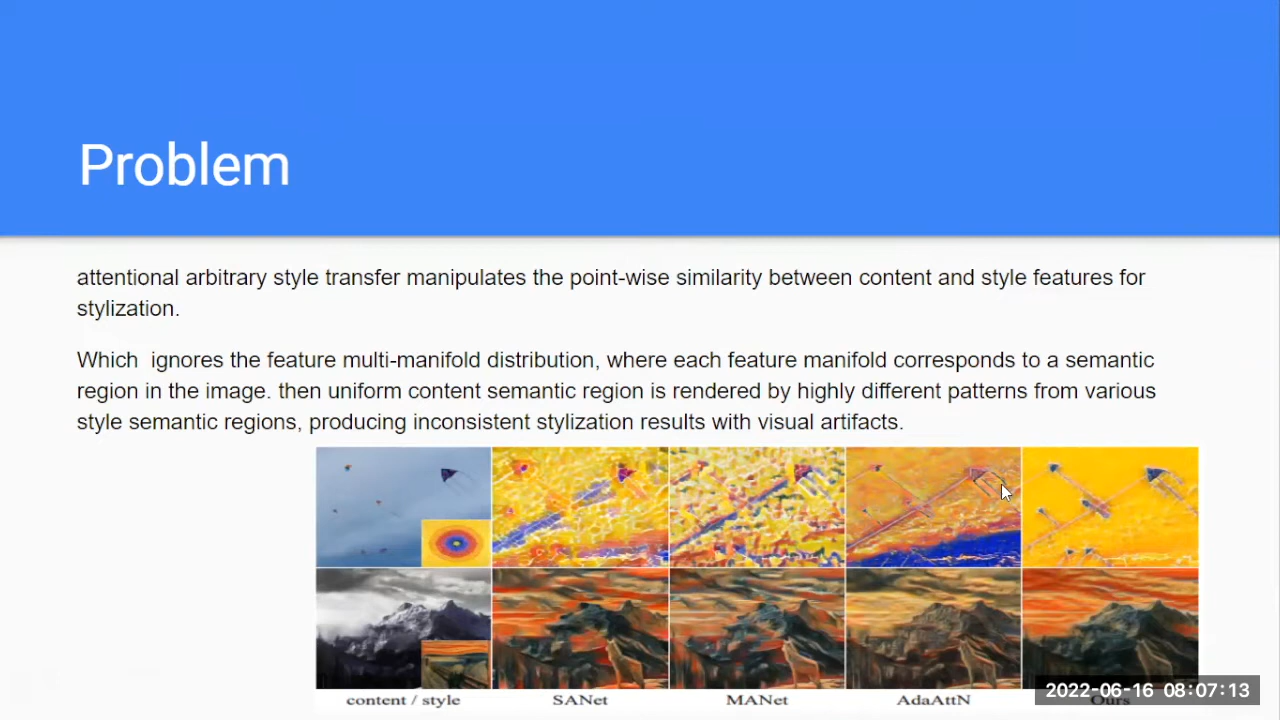 Problem
attentional arbitrary style transfer manipulates the point-wise similarity between content and style features for
stylization.
Which  ignores the feature multi-manifold distribution, where each feature manifold corresponds to a semantic
region in the image. then uniform content semantic region is rendered by highly different patterns from various
style semantic regions, producing inconsistent stylization results with visual artifacts.
content / style SANet MANet AdaAttN Ours
2022-06-16 08:07:13